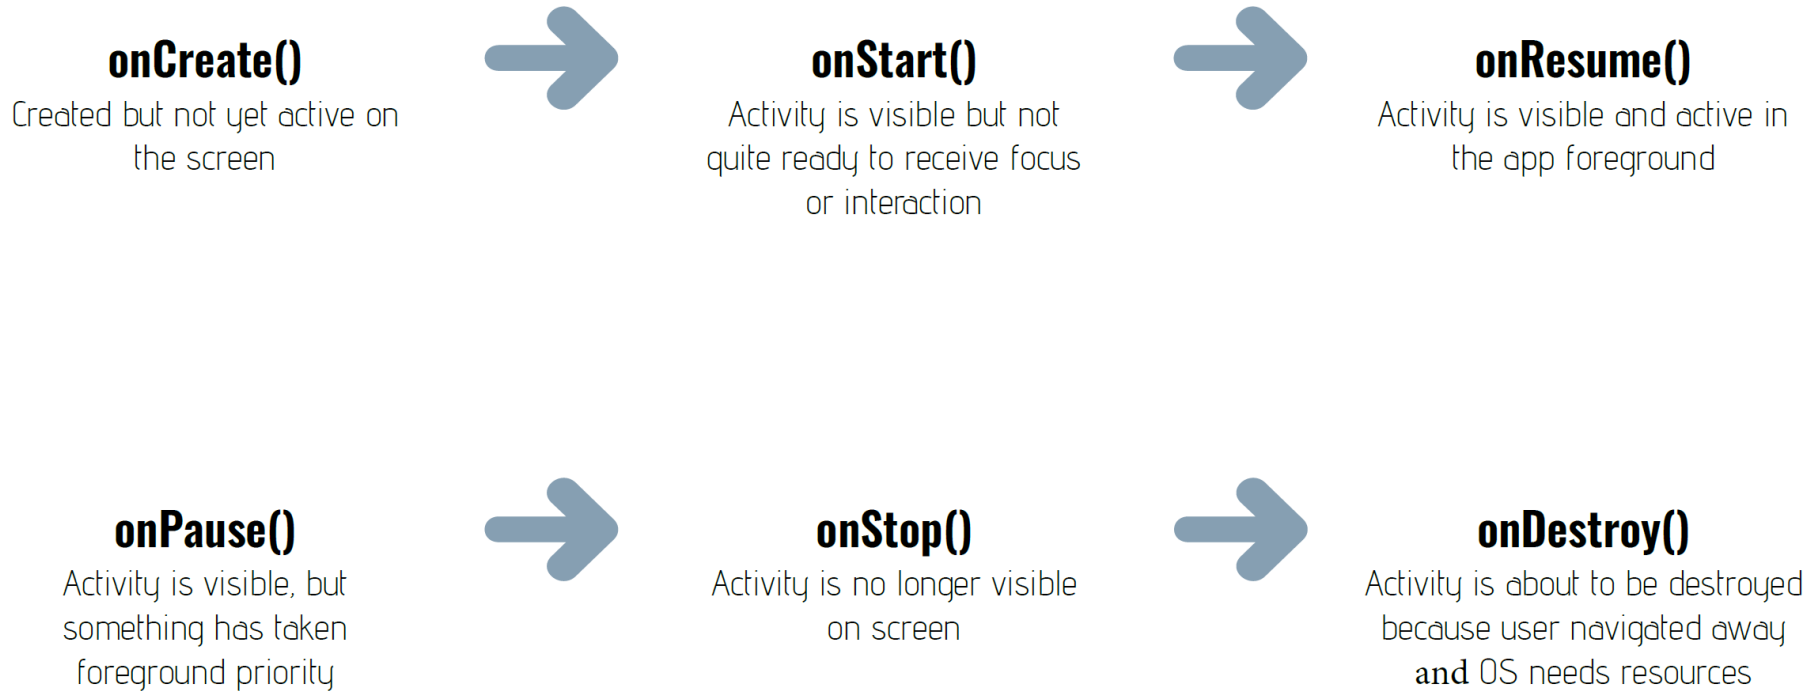 onCreate()
Created but not yet active on
the screen
onStart()
Activity is visible but not
quite ready to receive focus
or interaction
onResume()
Activity is visible and active in
the app foreground
onPause()
Activity is visible, but
something has taken
foreground priority
onStop()
Activity is no longer visible
on screen
onDestroy()
Activity is about to be destroyed
because user navigated away
and OS needs resources